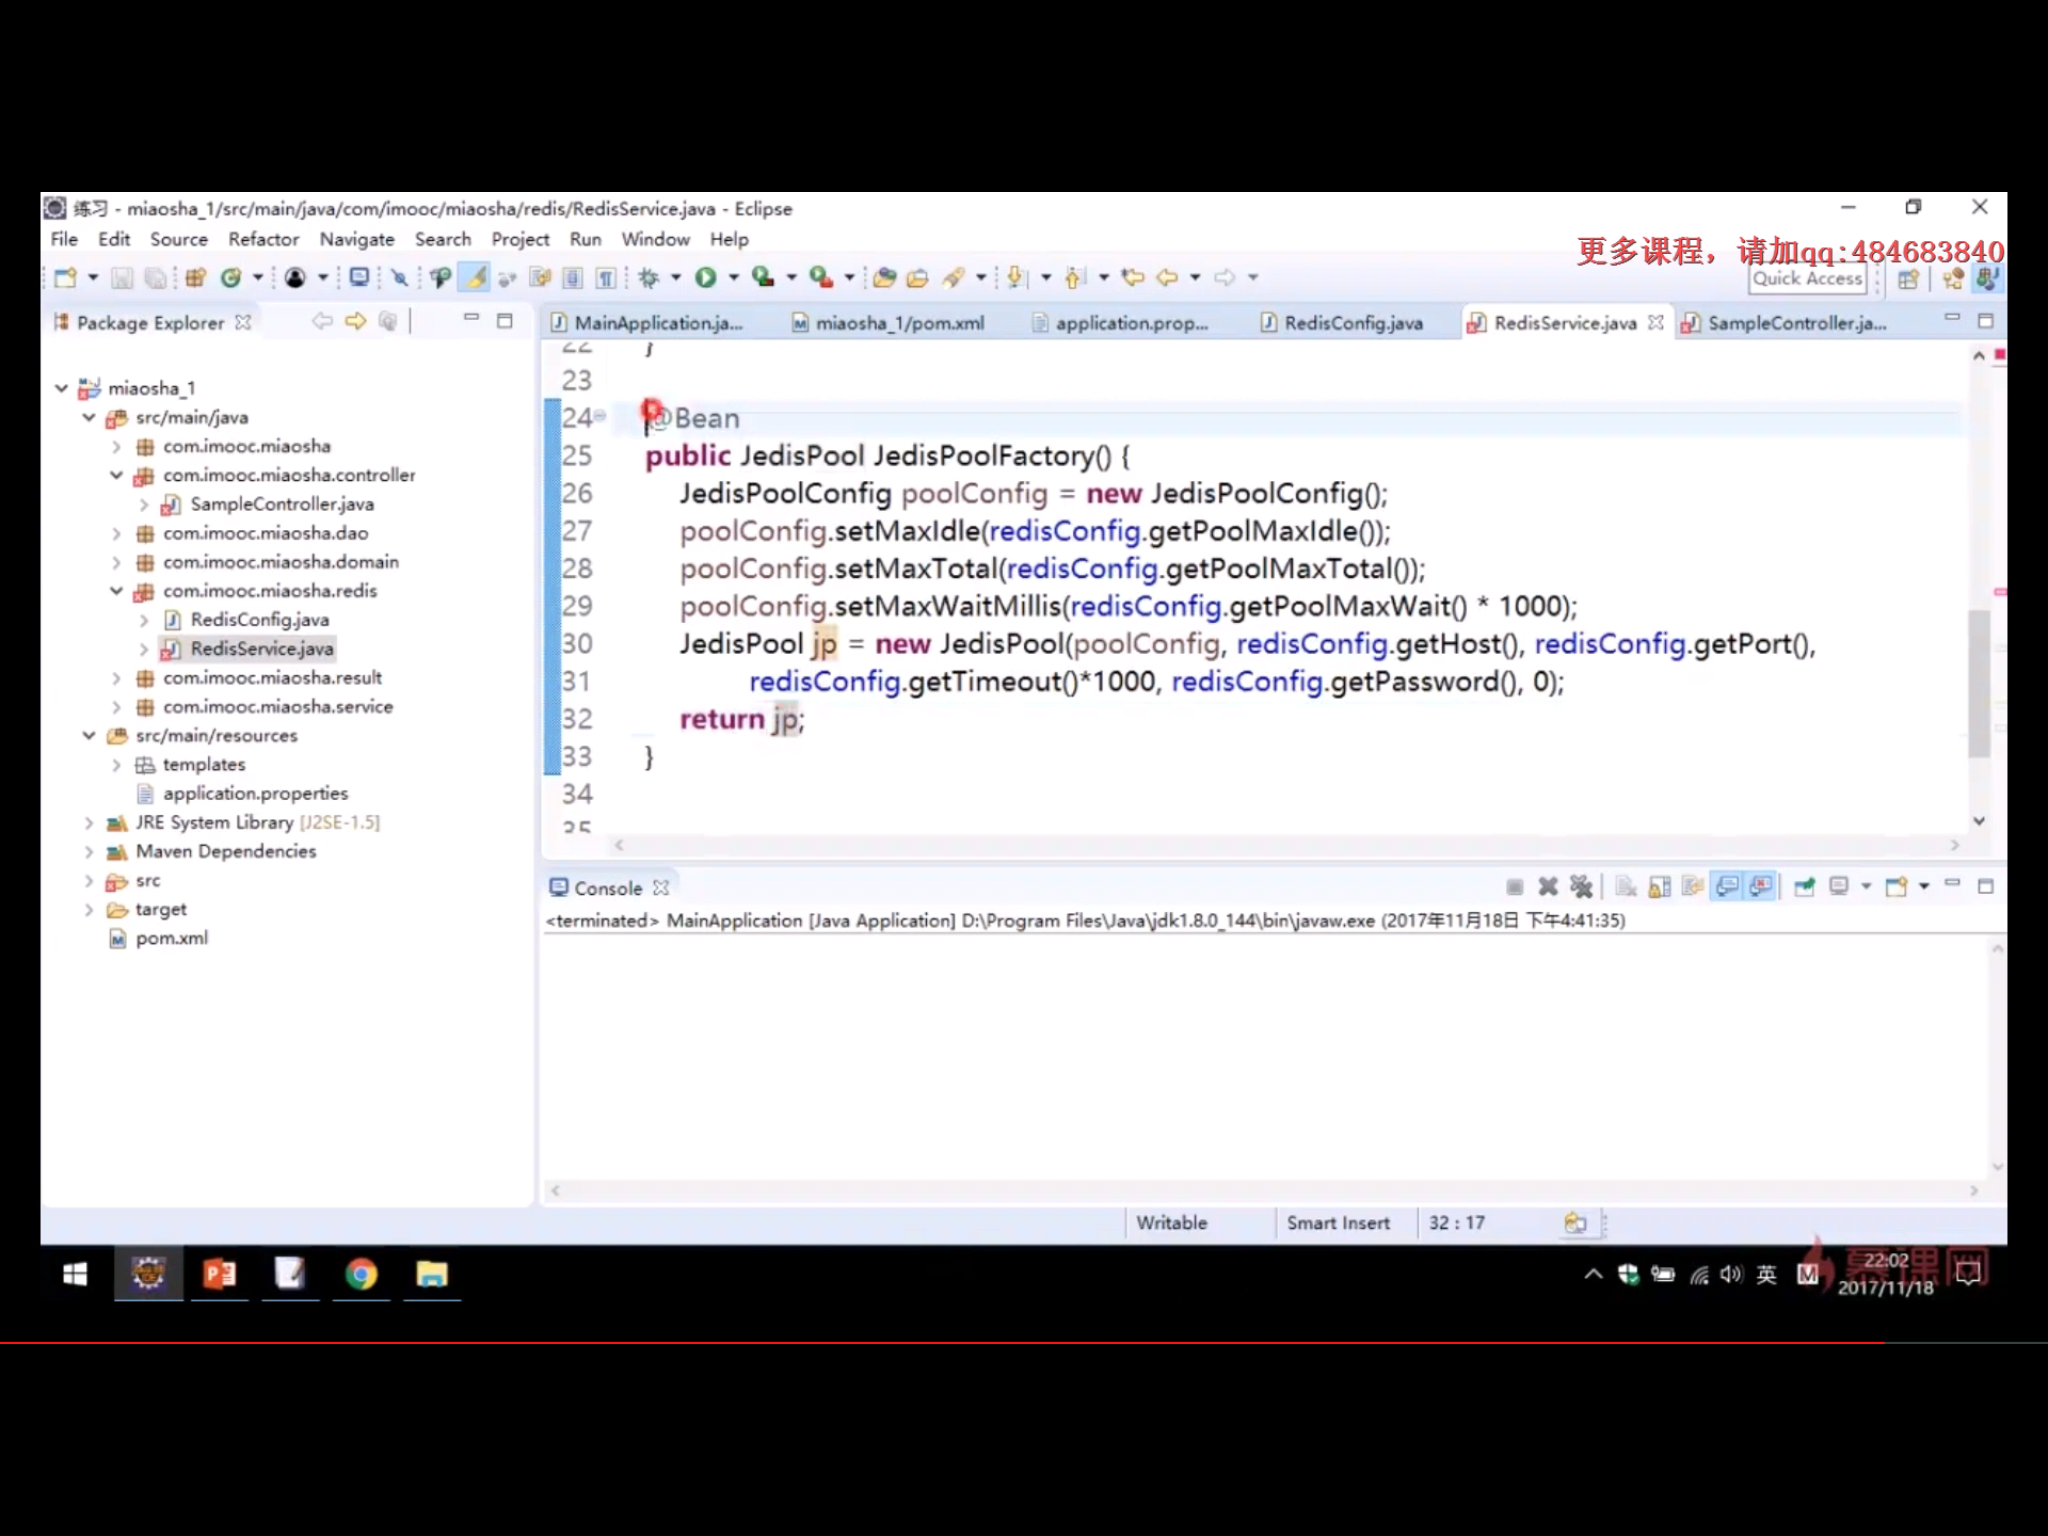 练习 - miaosha_1/src/main/java/com/imooc/miaosha/redis/RedisService.java - Eclipse
File Edit Source Refactor Navigate Search Project Run Window Help
更多课程，请加qq:484683840
Quick Access
Package Explorer
MainApplication.ja... miaosha_1/pom.xml application.prop... RedisConfig.java RedisService.java SampleController.ja...
miaosha_1
src/main/java
com.imooc.miaosha
com.imooc.miaosha.controller
SampleController.java
com.imooc.miaosha.dao
com.imooc.miaosha.domain
com.imooc.miaosha.redis
RedisConfig.java
RedisService.java
com.imooc.miaosha.result
com.imooc.miaosha.service
src/main/resources
templates
application.properties
JRE System Library [J2SE-1.5]
Maven Dependencies
src
target
pom.xml
22 }
23
24 @Bean
25 public JedisPool JedisPoolFactory() {
26 JedisPoolConfig poolConfig = new JedisPoolConfig();
27 poolConfig.setMaxIdle(redisConfig.getPoolMaxIdle());
28 poolConfig.setMaxTotal(redisConfig.getPoolMaxTotal());
29 poolConfig.setMaxWaitMillis(redisConfig.getPoolMaxWait() * 1000);
30 JedisPool jp = new JedisPool(poolConfig, redisConfig.getHost(), redisConfig.getPort(),
31 redisConfig.getTimeout()*1000, redisConfig.getPassword(), 0);
32 return jp;
33 }
34
35
Console
<terminated> MainApplication [Java Application] D:\Program Files\Java\jdk1.8.0_144\bin\javaw.exe (2017年11月18日 下午4:41:35)
Writable Smart Insert 32 : 17
英
慕课网
22:02
2017/11/18